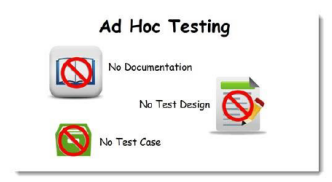 Ad Hoc Testing
No Documentation
No Test Design
No Test Case